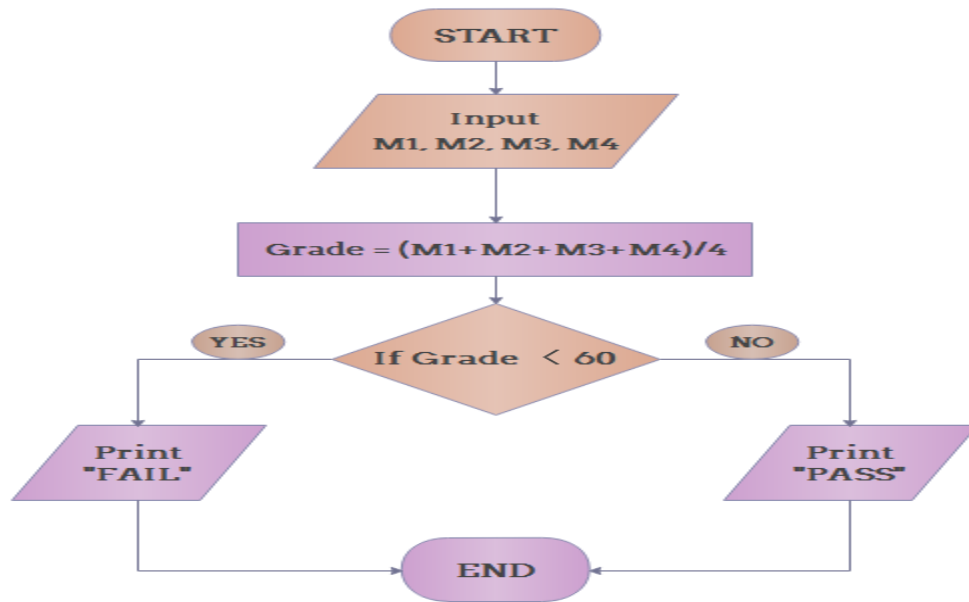 START
Input
M1, M2, M3, M4
Grade = (M1+M2+M3+M4)/4
If Grade < 60
YES
NO
Print
"FAIL"
Print
"PASS"
END